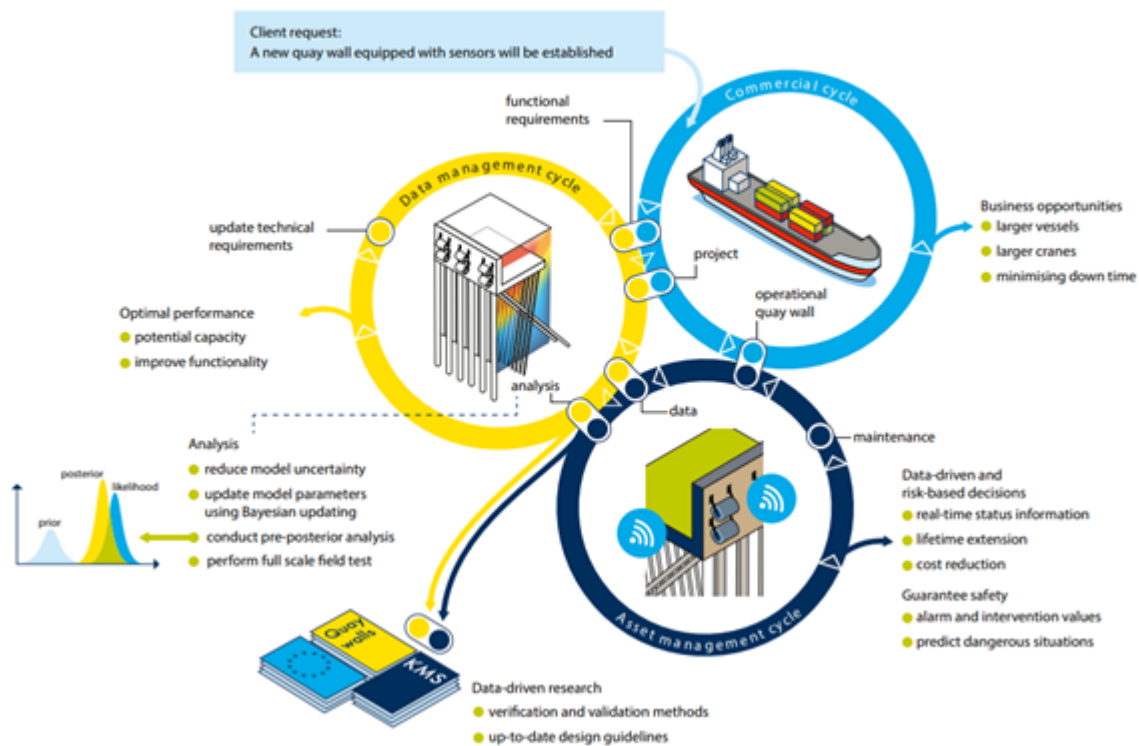 Client request:
A new quay wall equipped with sensors will be established
Commercial cycle
functional
requirements
Data management cycle
update technical
requirements
Business opportunities
larger vessels
larger cranes
minimising down time
project
operational
quay wall
Optimal performance
potential capacity
improve functionality
analysis
data
maintenance
Analysis
reduce model uncertainty
update model parameters
using Bayesian updating
conduct pre-posterior analysis
perform full scale field test
posterior
likelihood
prior
Data-driven and
risk-based decisions
real-time status information
lifetime extension
cost reduction
Guarantee safety
alarm and intervention values
predict dangerous situations
Asset management cycle
Quay
walls
KMS
Data-driven research
verification and validation methods
up-to-date design guidelines